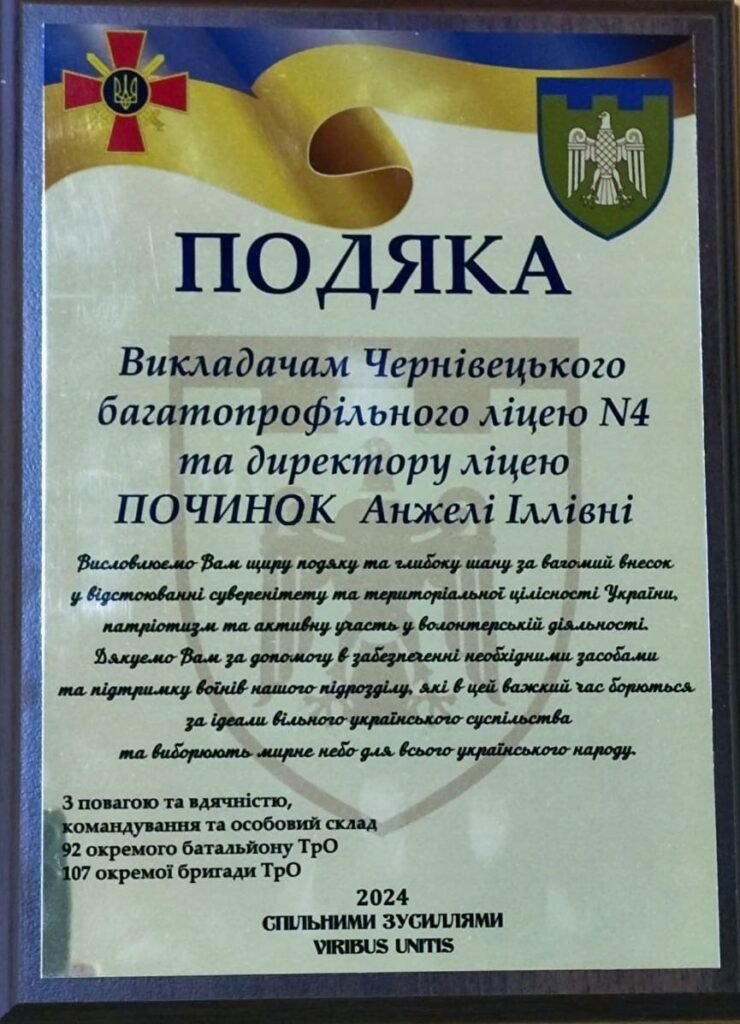 ПОДЯКА
Викладачам Чернівецького
багатопрофільного ліцею N4
та директору ліцею
ПОЧИНОК Анжелі Іллівні
Висловлюємо Вам щиру подяку та глибоку шану за вагомий внесок
у відстоюванні суверенітету та територіальної цілісності України,
патріотизм та активну участь у волонтерській діяльності.
Дякуємо Вам за допомогу в забезпеченні необхідними засобами
та підтримку воїнів нашого підрозділу, які в цей важкий час борються
за ідеали вільного українського суспільства
та виборюють мирне небо для всього українського народу.
З повагою та вдячністю,
командування та особовий склад
92 окремого батальйону ТрО
107 окремої бригади ТрО
2024
СПІЛЬНИМИ ЗУСИЛЛЯМИ
VIRIBUS UNITIS